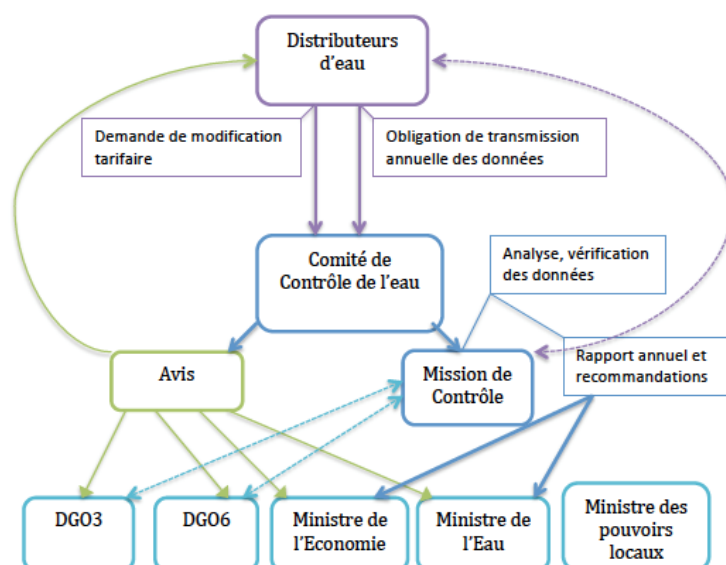 Distributeurs
d'eau
Demande de modification
tarifaire
Obligation de transmission
annuelle des données
Comité de
Contrôle de l'eau
Analyse, vérification
des données
Avis
Mission de
Contrôle
Rapport annuel et
recommandations
DGO3
DGO6
Ministre de
l'Economie
Ministre de
l'Eau
Ministre des
pouvoirs
locaux